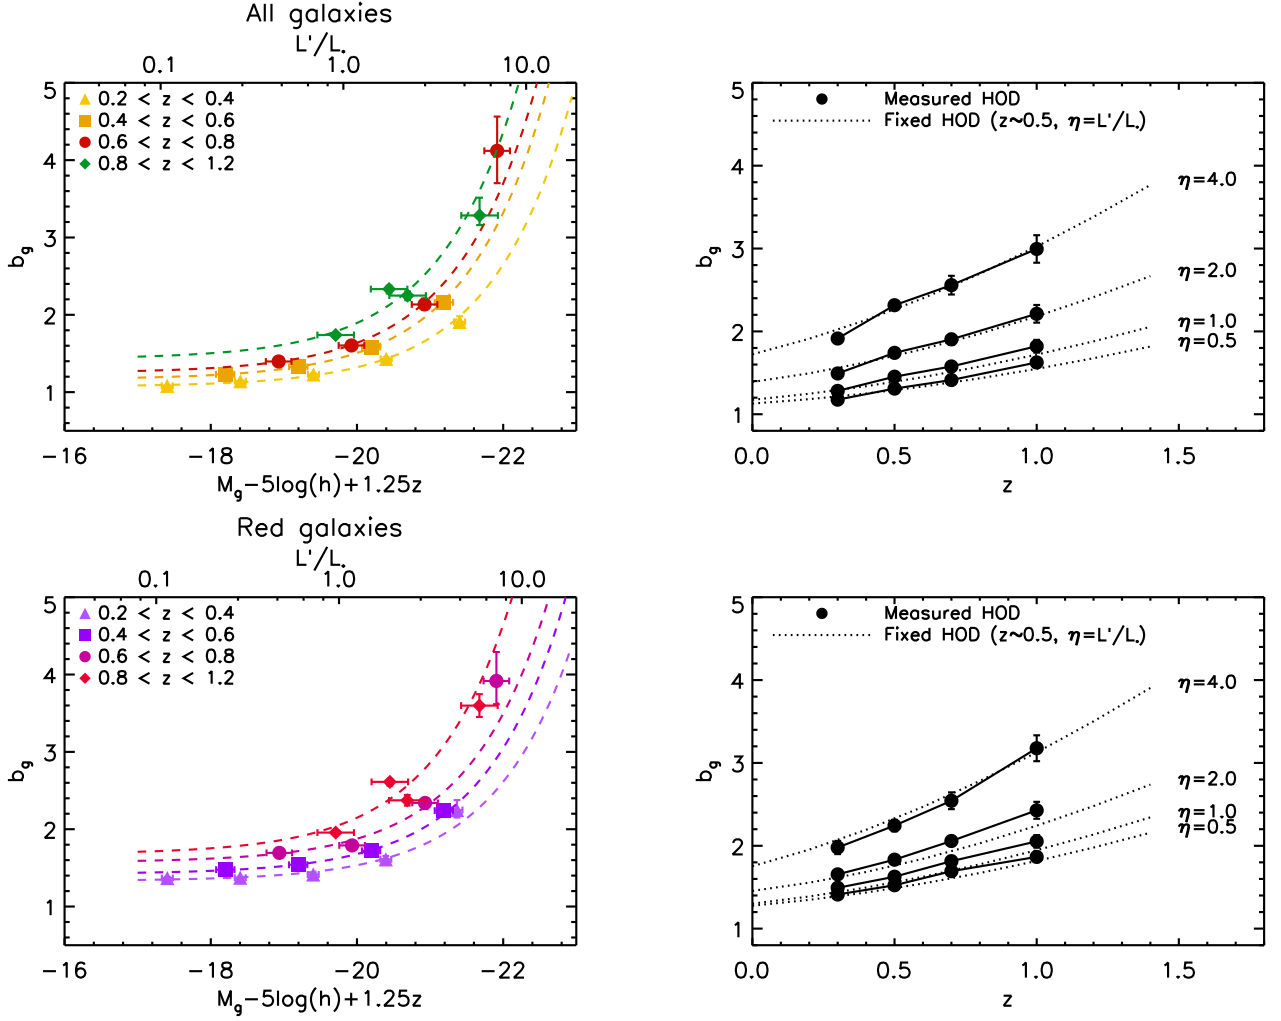 All galaxies
L'/L*
0.1 1.0 10.0
5
4
3
2
1
b_g
0.2 < z < 0.4
0.4 < z < 0.6
0.6 < z < 0.8
0.8 < z < 1.2
−16 −18 −20 −22
M_g−5log(h)+1.25z
5
4
3
2
1
b_g
Measured HOD
Fixed HOD (z~0.5, η=L'/L*)
η=4.0
η=2.0
η=1.0
η=0.5
0.0 0.5 1.0 1.5
z
Red galaxies
L'/L*
0.1 1.0 10.0
5
4
3
2
1
b_g
0.2 < z < 0.4
0.4 < z < 0.6
0.6 < z < 0.8
0.8 < z < 1.2
−16 −18 −20 −22
M_g−5log(h)+1.25z
5
4
3
2
1
b_g
Measured HOD
Fixed HOD (z~0.5, η=L'/L*)
η=4.0
η=2.0
η=1.0
η=0.5
0.0 0.5 1.0 1.5
z